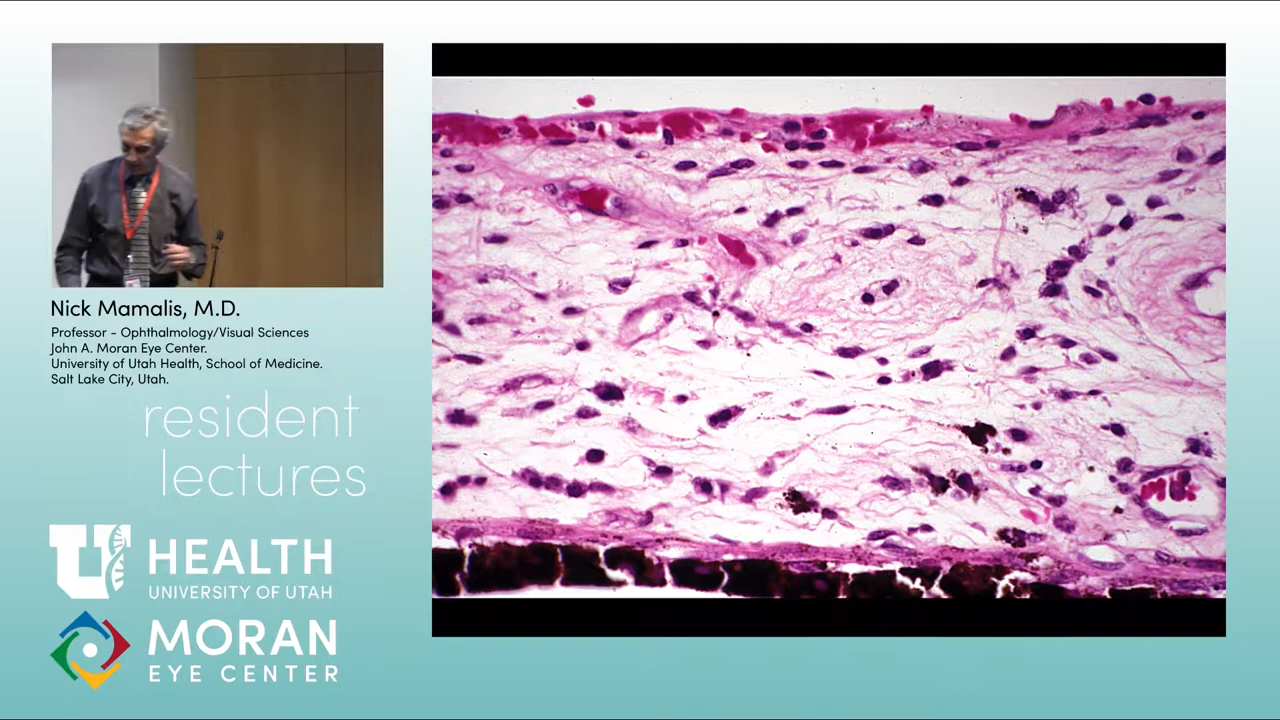 Nick Mamalis, M.D.
Professor - Ophthalmology/Visual Sciences
John A. Moran Eye Center.
University of Utah Health, School of Medicine.
Salt Lake City, Utah.
resident
lectures
U HEALTH
UNIVERSITY OF UTAH
MORAN
EYE CENTER